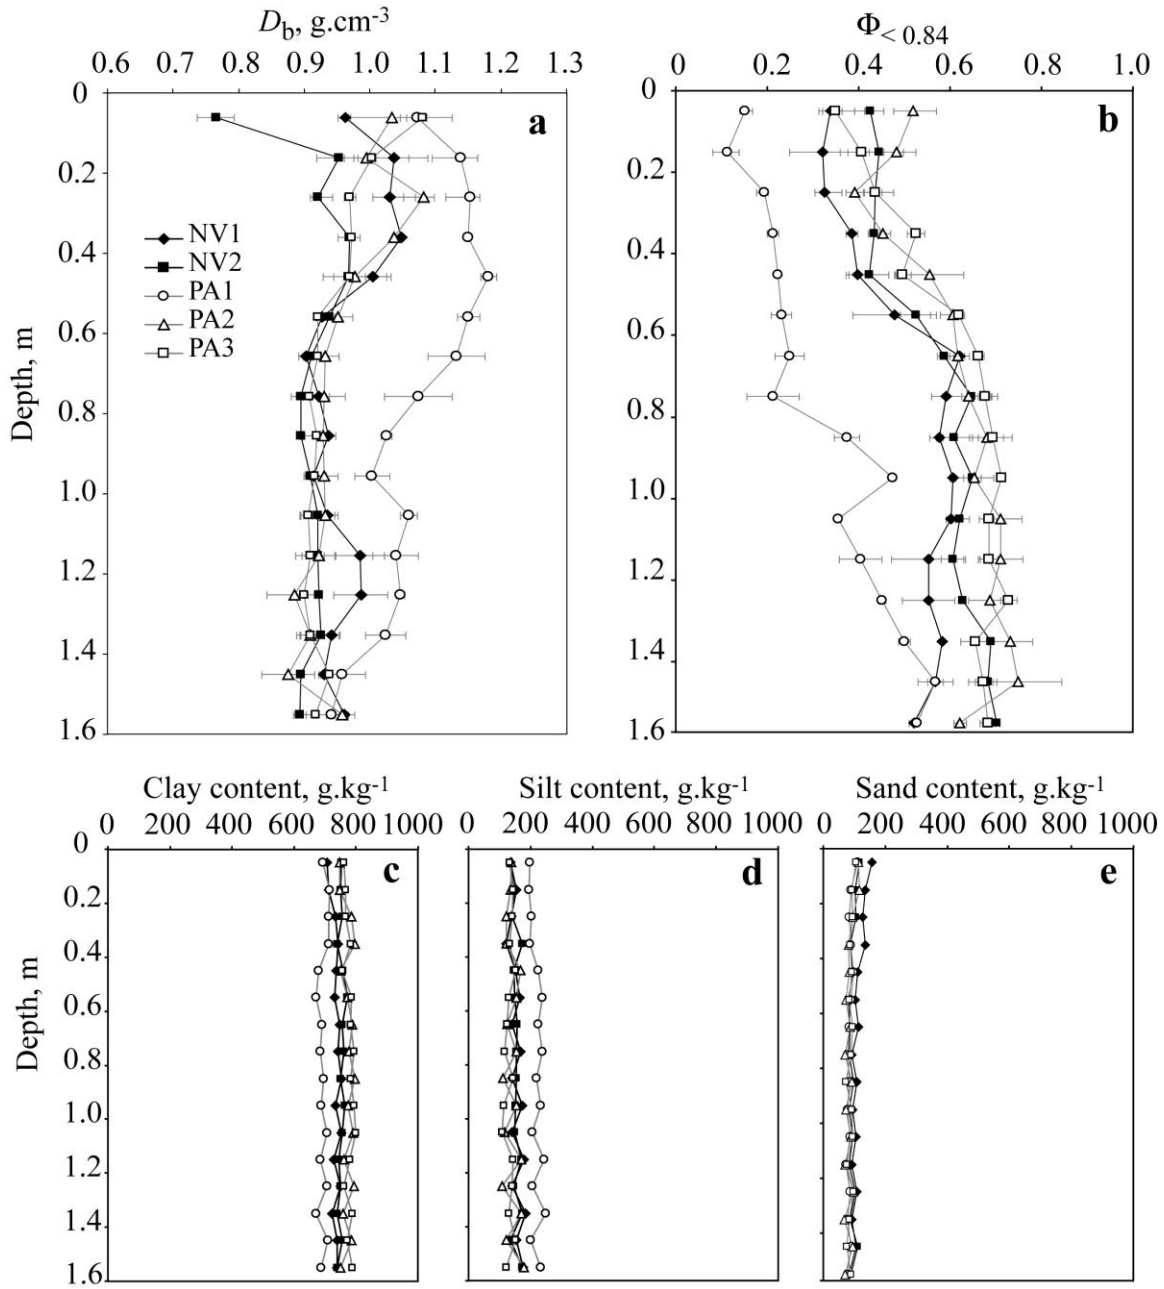 D_b, g.cm-3
0.6 0.7 0.8 0.9 1.0 1.1 1.2 1.3
0
0.2
0.4
0.6
0.8
1.0
1.2
1.4
1.6
Depth, m
a
NV1
NV2
PA1
PA2
PA3
Φ< 0.84
0 0.2 0.4 0.6 0.8 1.0
0
0.2
0.4
0.6
0.8
1.0
1.2
1.4
1.6
b
Clay content, g.kg-1
0 200 400 600 800 1000
0
0.2
0.4
0.6
0.8
1.0
1.2
1.4
1.6
Depth, m
c
Silt content, g.kg-1
0 200 400 600 800 1000
d
Sand content, g.kg-1
0 200 400 600 800 1000
e